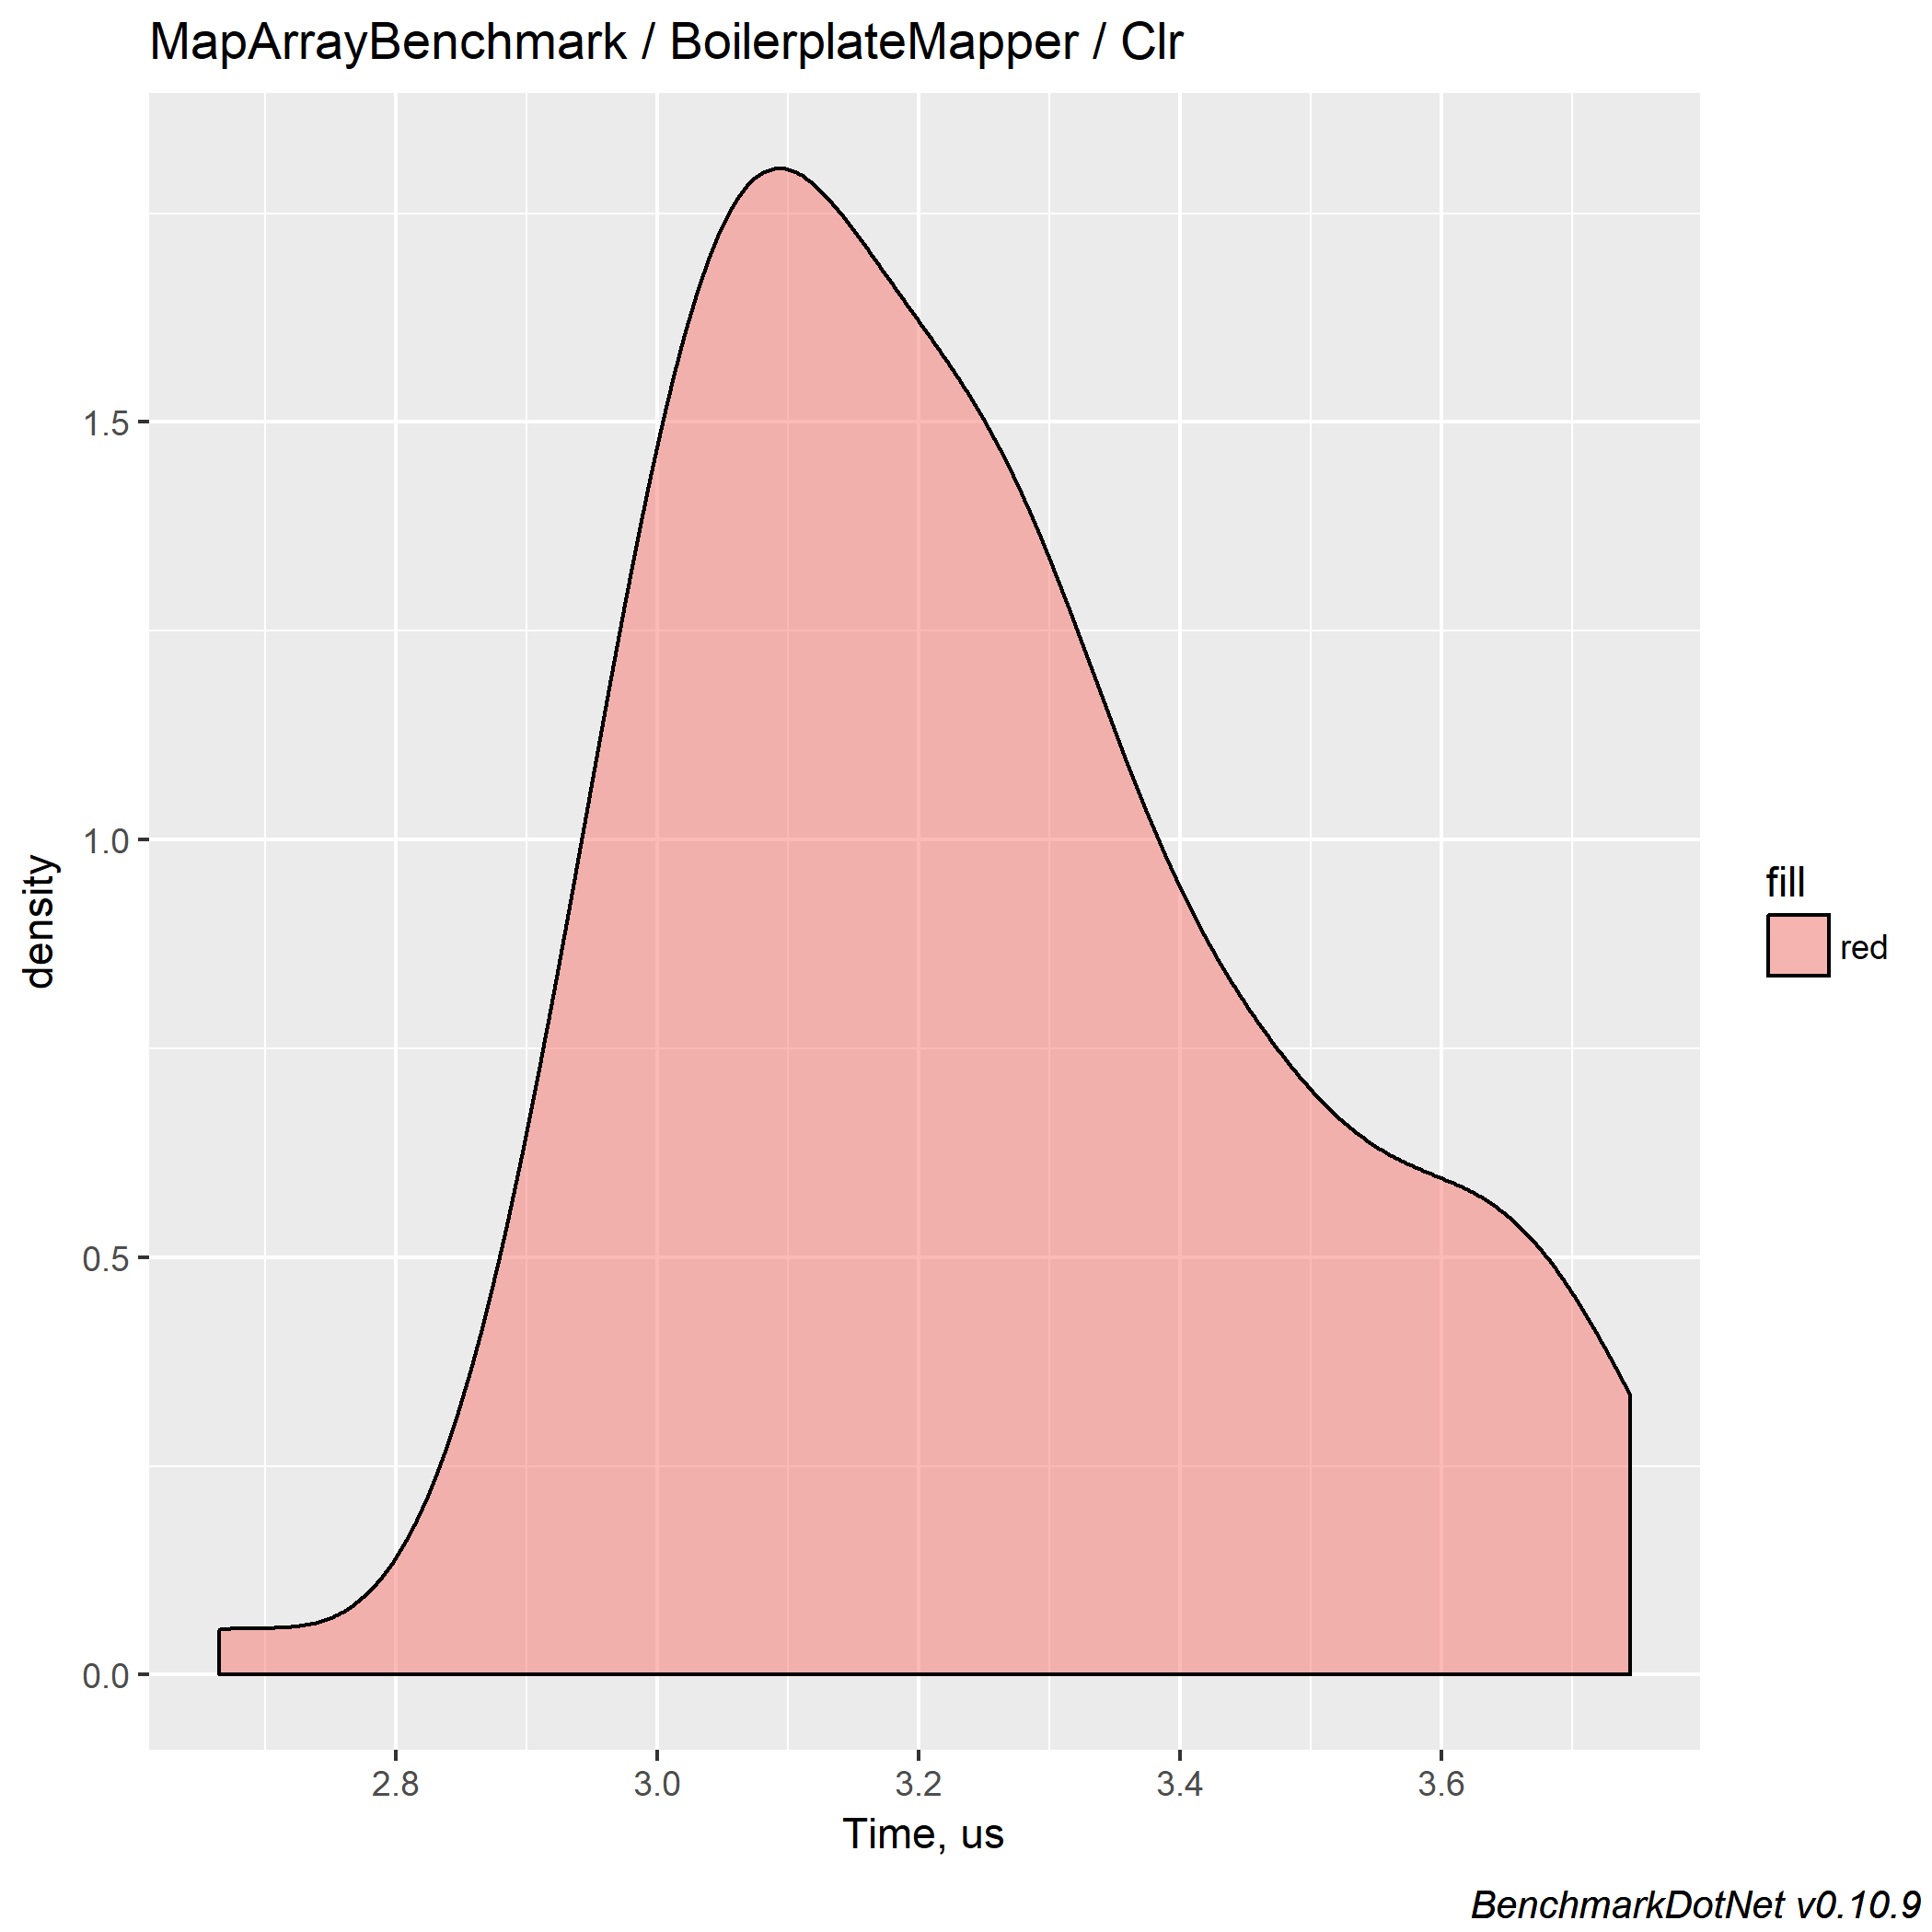 MapArrayBenchmark / BoilerplateMapper / Clr
1.5
1.0
0.5
0.0
density
2.8 3.0 3.2 3.4 3.6
Time, us
fill
red
BenchmarkDotNet v0.10.9